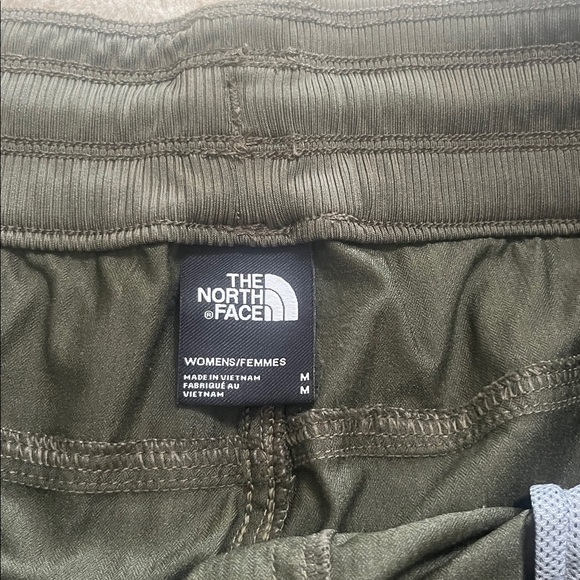 THE
NORTH
®FACE
WOMENS/FEMMES
MADE IN VIETNAM M
FABRIQUÉ AU M
VIETNAM